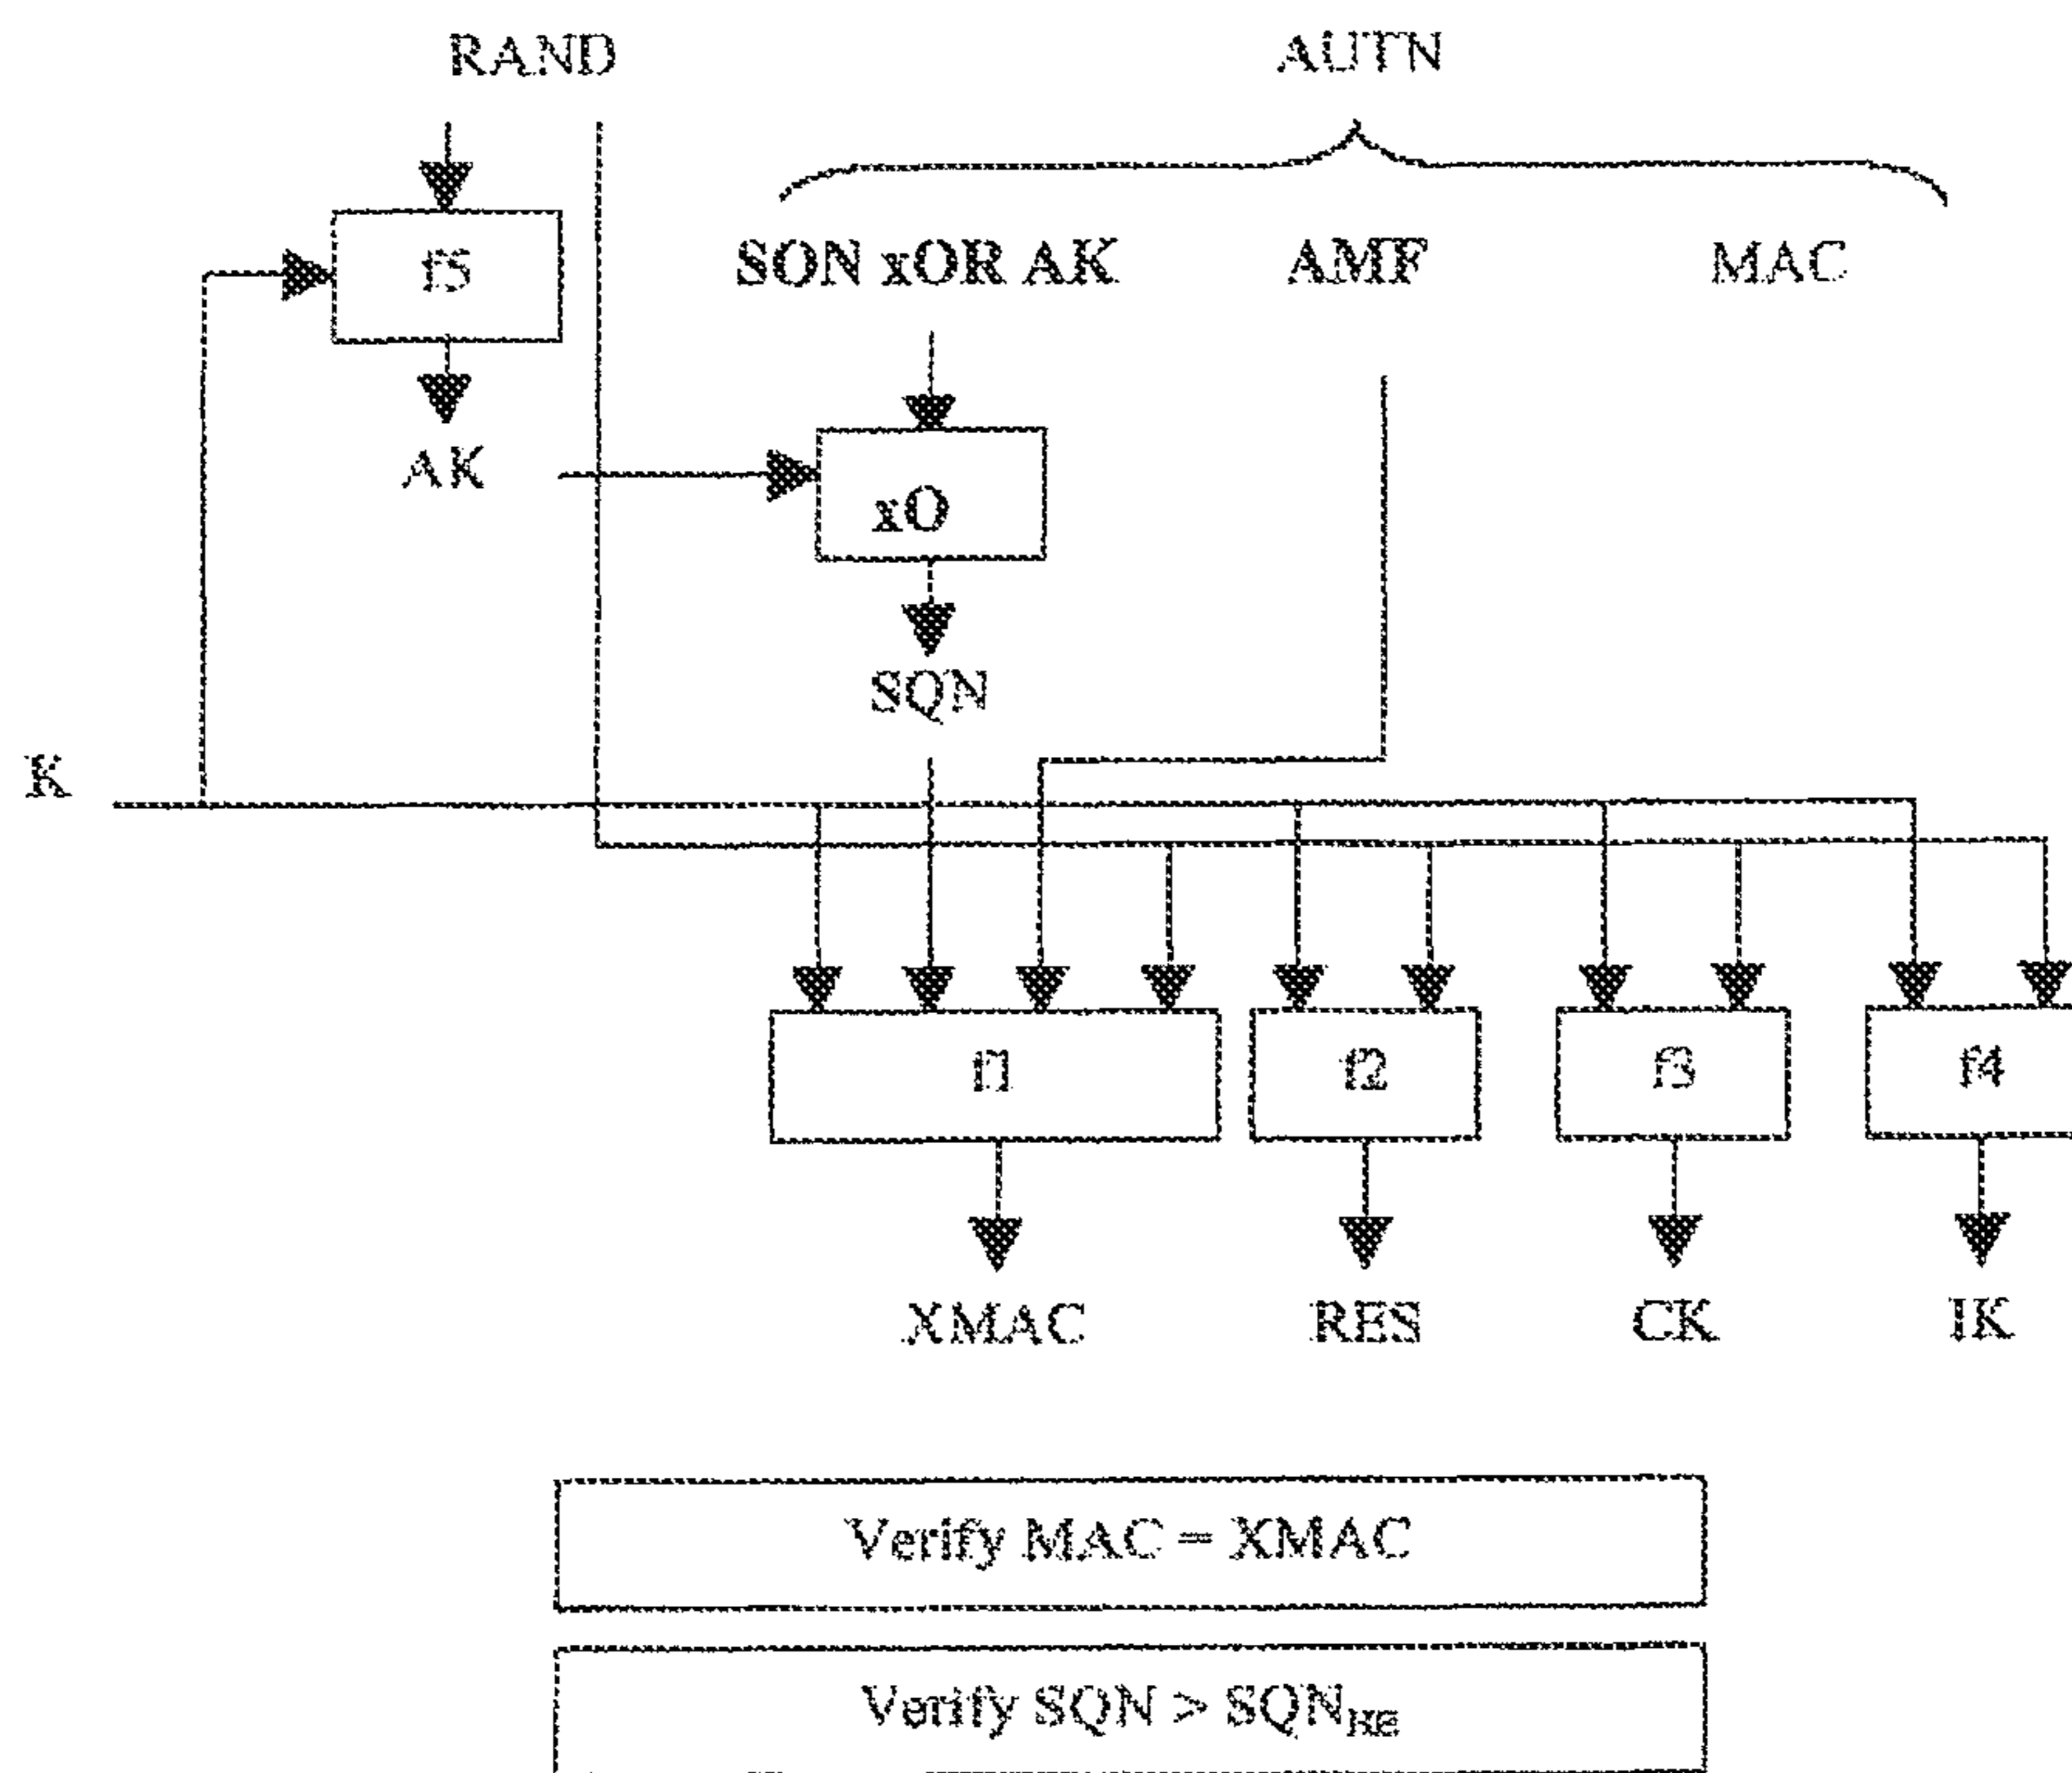 RAND
AUTN
f5
SON xOR AK
AMF
MAC
AK
xO
SQN
K
f1
f2
f3
f4
XMAC
RES
CK
IK
Verify MAC = XMAC
Verify SQN > SQNHE